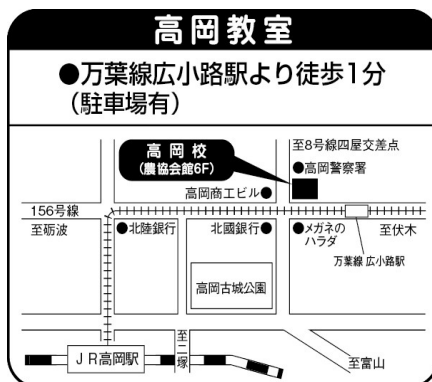 高岡教室
●万葉線広小路駅より徒歩1分
（駐車場有）
至8号線四屋交差点
高岡校
（農協会館6F）
●高岡警察署
高岡商工ビル●
156号線
至砺波
●北陸銀行
北國銀行●
●メガネの
ハラダ
至伏木
万葉線 広小路駅
高岡古城公園
至二塚
JR高岡駅
至富山